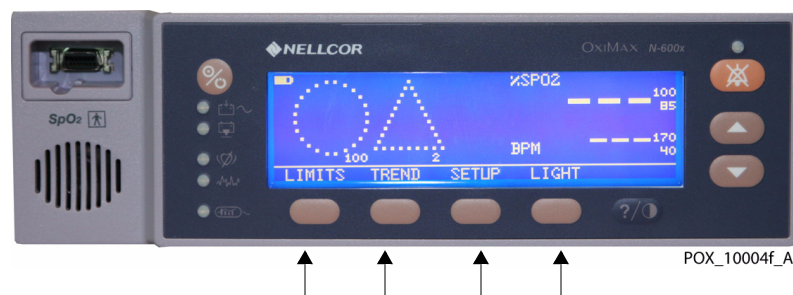 NELLCOR
OXIMAX N-600x
%
SpO2
%SPO2
100
85
BPM
170
40
100
2
LIMITS TREND SETUP LIGHT
?/
POX_10004f_A